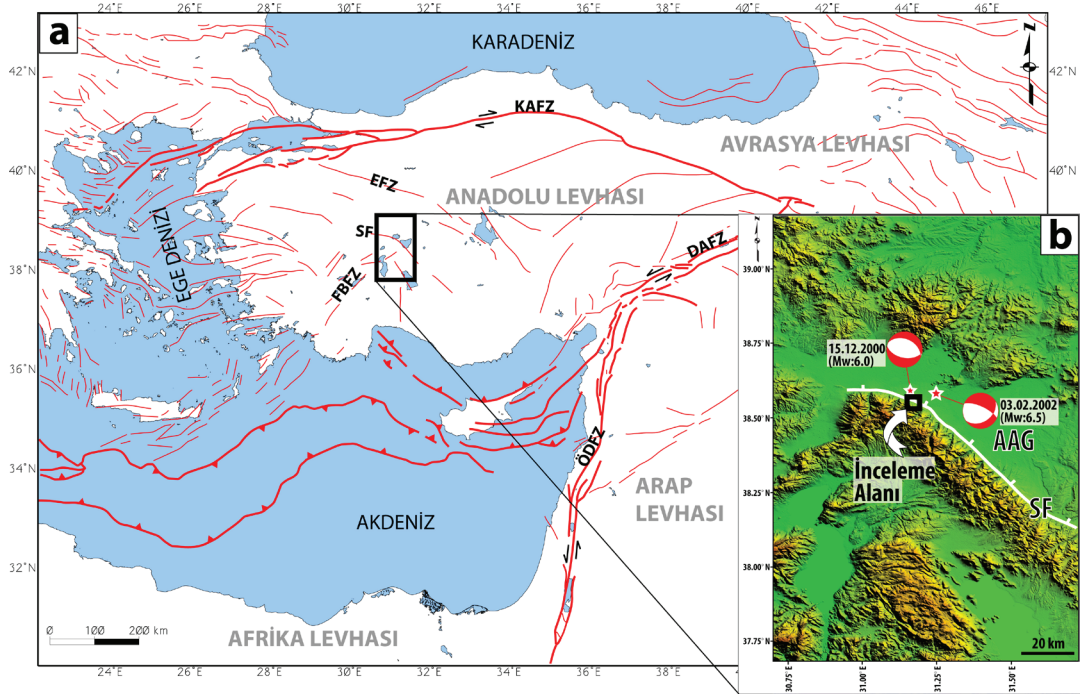 a
24°E 26°E 28°E 30°E 32°E 34°E 36°E 38°E 40°E 42°E 44°E 46°E
z
KARADENİZ
42°N
42°N
KAFZ
AVRASYA LEVHASI
40°N
40°N
EFZ
ANADOLU LEVHASI
EGE DENİZİ
SF
DAFZ
38°N
FBFZ
36°N
ÖDFZ
34°N
ARAP
LEVHASI
AKDENİZ
32°N
0 100 200 km
AFRİKA LEVHASI
24°E 26°E 28°E 30°E 32°E 34°E 36°E 38°E 40°
b
z
39.00°N
38.75°N
15.12.2000
(Mw:6.0)
03.02.2002
(Mw:6.5)
38.50°N
AAG
İnceleme
Alanı
38.25°N
SF
38.00°N
37.75°N
20 km
30.75°E 31.00°E 31.25°E 31.50°E